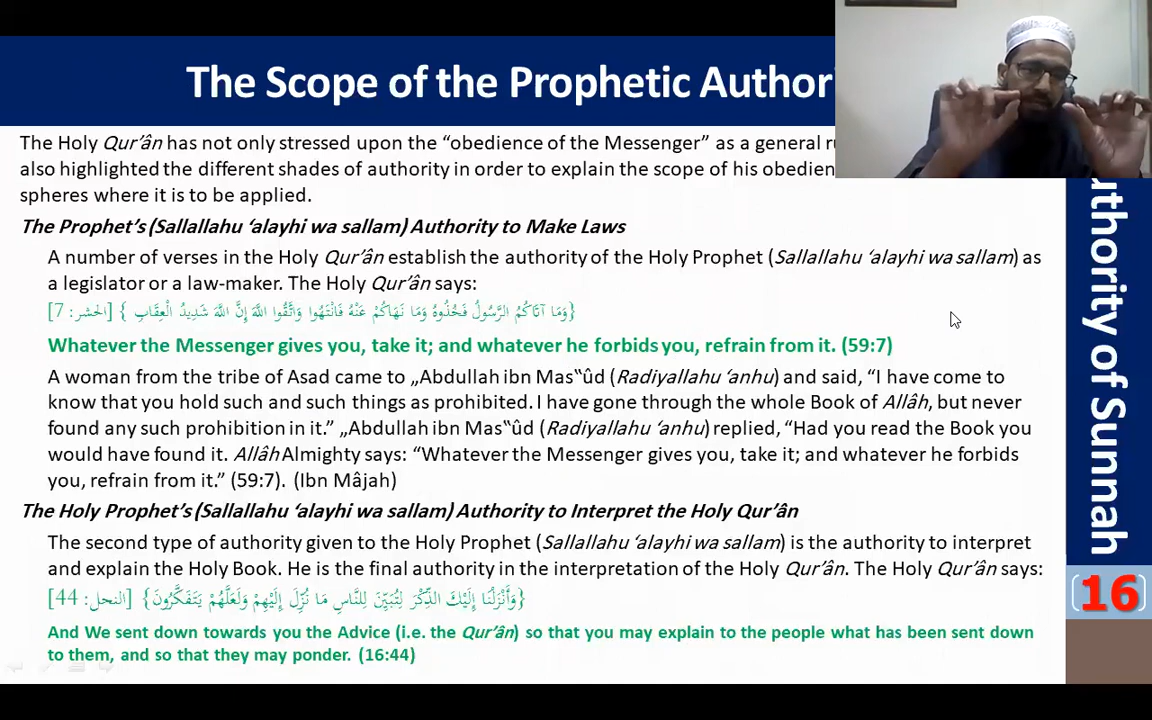 The Scope of the Prophetic Authori
The Holy Qur’ân has not only stressed upon the “obedience of the Messenger” as a general ru
also highlighted the different shades of authority in order to explain the scope of his obedien
spheres where it is to be applied.
The Prophet’s (Sallallahu ‘alayhi wa sallam) Authority to Make Laws
A number of verses in the Holy Qur’ân establish the authority of the Holy Prophet (Sallallahu ‘alayhi wa sallam) as
a legislator or a law-maker. The Holy Qur’ân says:
{وَمَا آتَاكُمُ الرَّسُولُ فَخُذُوهُ وَمَا نَهَاكُمْ عَنْهُ فَانْتَهُوا وَاتَّقُوا اللَّهَ إِنَّ اللَّهَ شَدِيدُ الْعِقَابِ } [الحشر: 7]
Whatever the Messenger gives you, take it; and whatever he forbids you, refrain from it. (59:7)
A woman from the tribe of Asad came to „Abdullah ibn Mas‟ûd (Radiyallahu ‘anhu) and said, “I have come to
know that you hold such and such things as prohibited. I have gone through the whole Book of Allâh, but never
found any such prohibition in it.” „Abdullah ibn Mas‟ûd (Radiyallahu ‘anhu) replied, “Had you read the Book you
would have found it. Allâh Almighty says: “Whatever the Messenger gives you, take it; and whatever he forbids
you, refrain from it.” (59:7). (Ibn Mâjah)
The Holy Prophet’s (Sallallahu ‘alayhi wa sallam) Authority to Interpret the Holy Qur’ân
The second type of authority given to the Holy Prophet (Sallallahu ‘alayhi wa sallam) is the authority to interpret
and explain the Holy Book. He is the final authority in the interpretation of the Holy Qur’ân. The Holy Qur’ân says:
{وَأَنْزَلْنَا إِلَيْكَ الذِّكْرَ لِتُبَيِّنَ لِلنَّاسِ مَا نُزِّلَ إِلَيْهِمْ وَلَعَلَّهُمْ يَتَفَكَّرُونَ} [النحل: 44]
And We sent down towards you the Advice (i.e. the Qur’ân) so that you may explain to the people what has been sent down
to them, and so that they may ponder. (16:44)
uthority of Sunnah
16